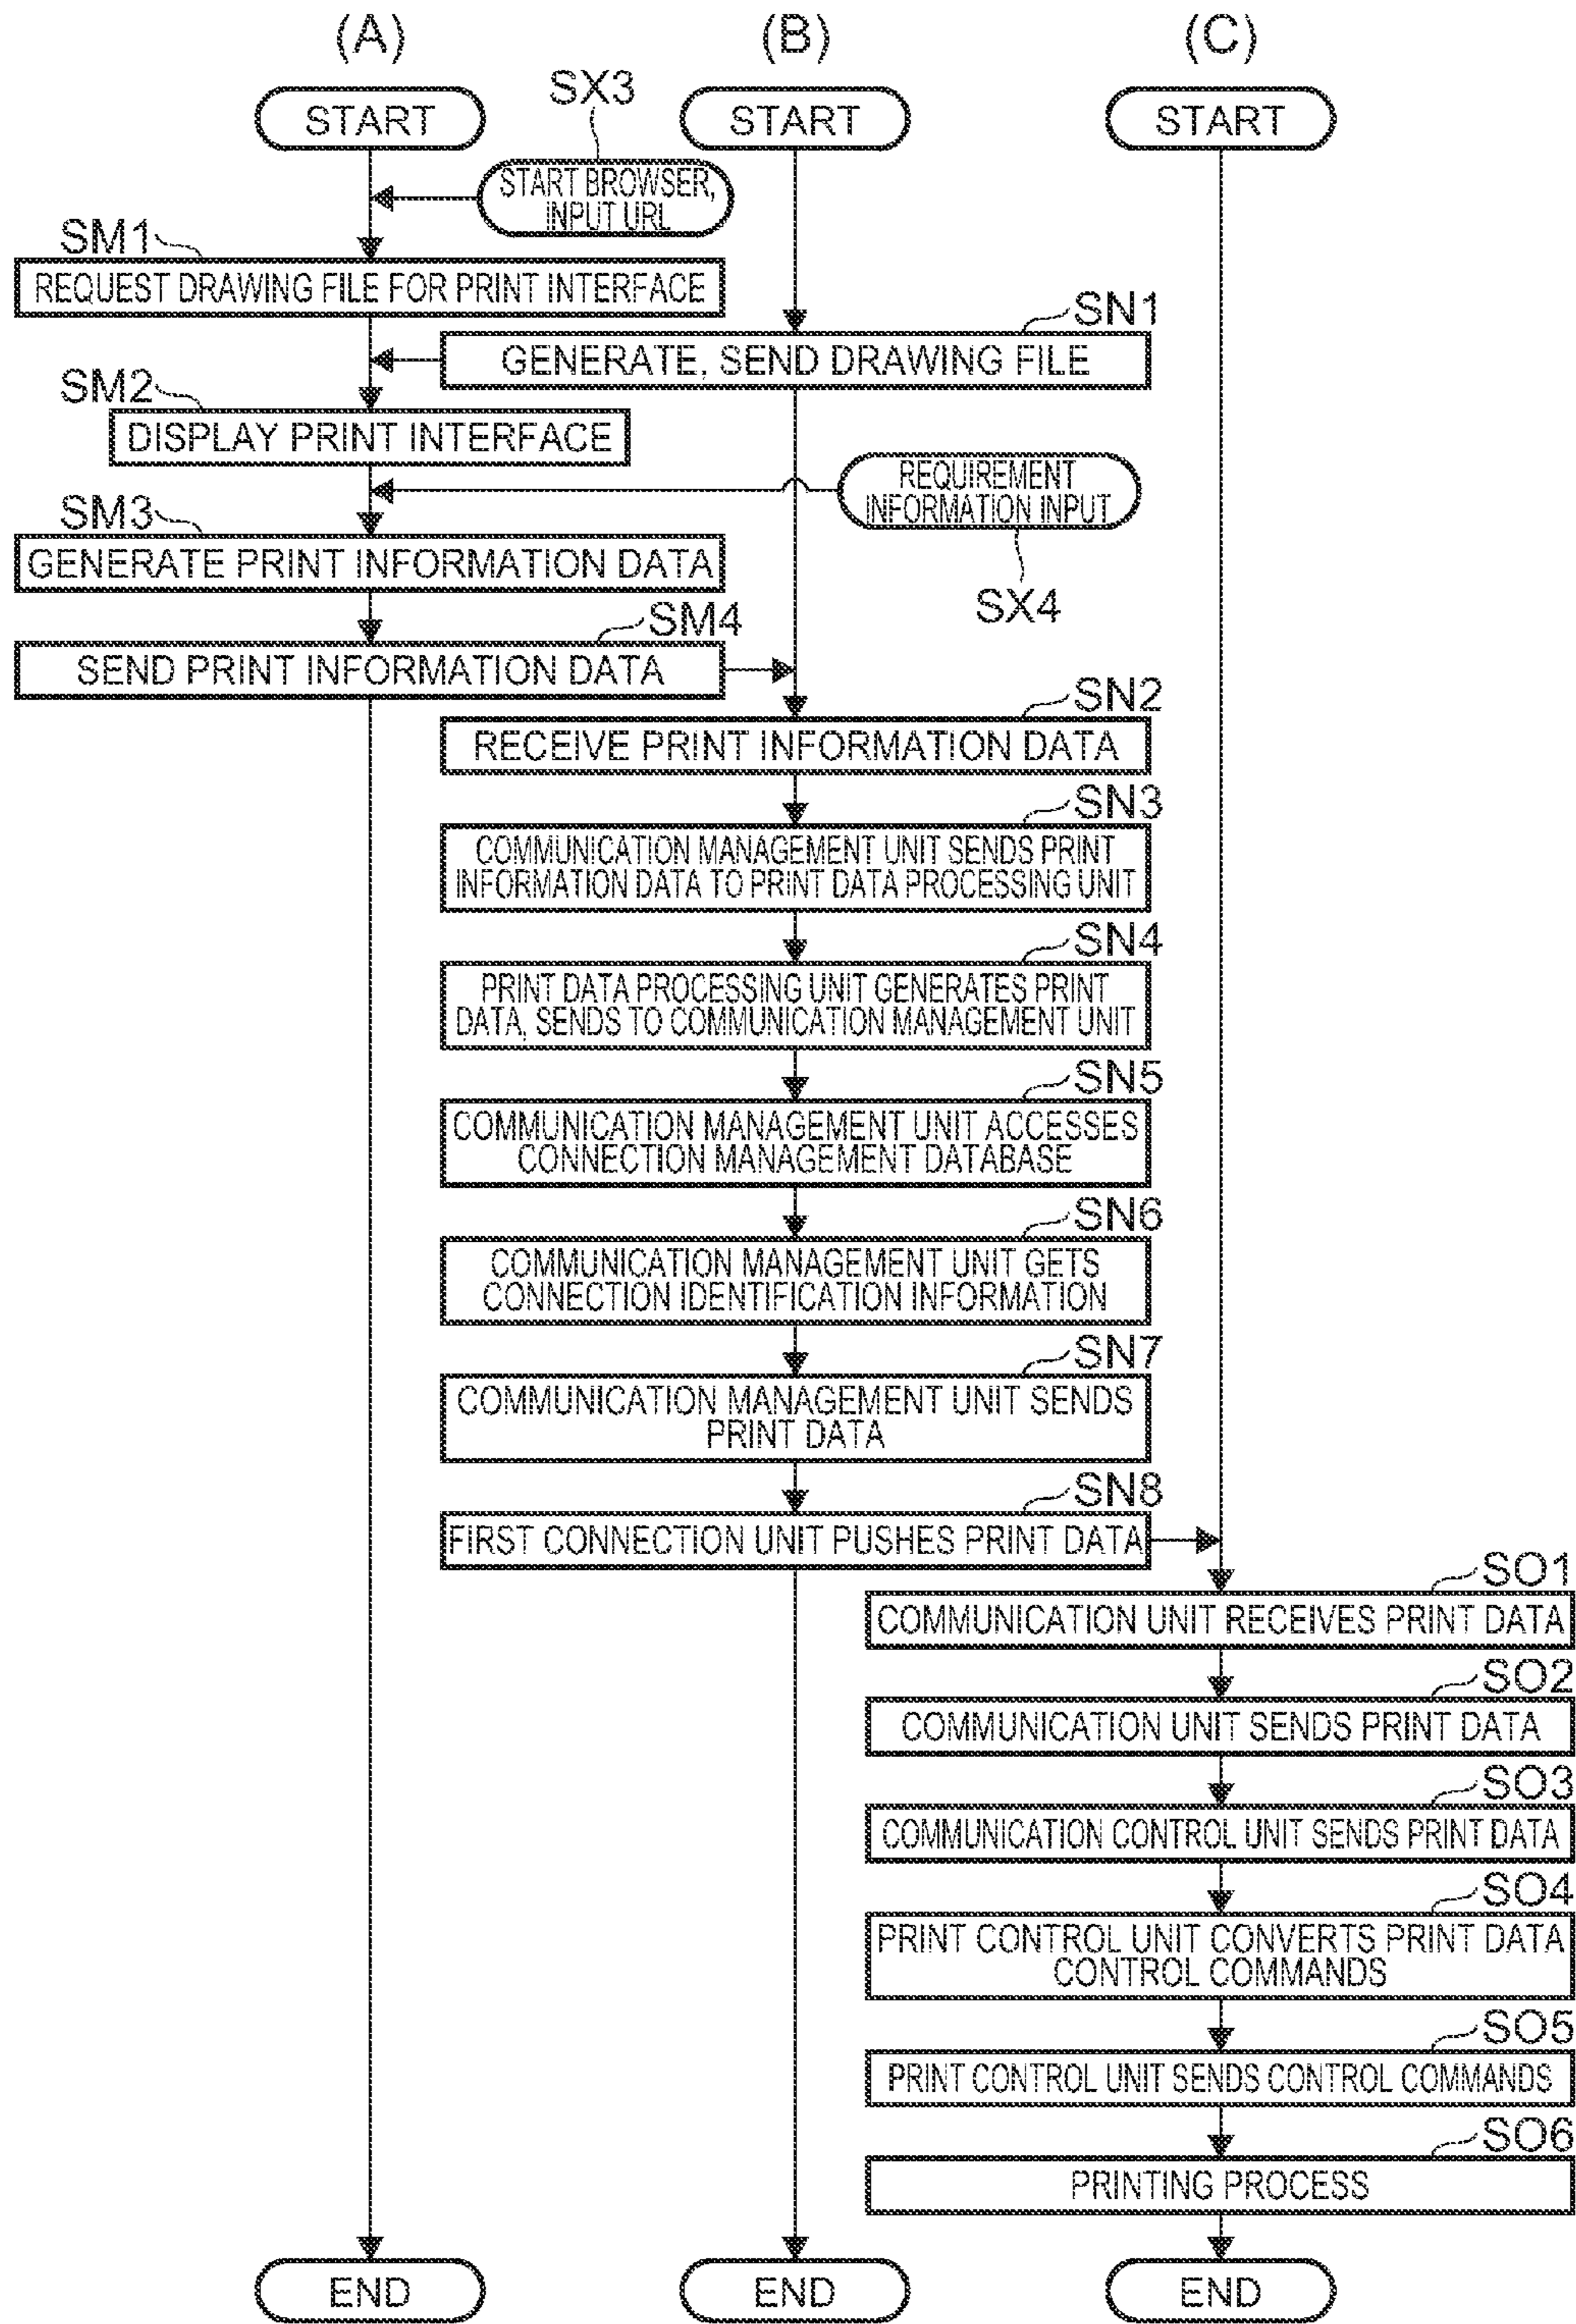 (A)
(B)
(C)
START
START
START
SX3
START BROWSER,
INPUT URL
SM1
REQUEST DRAWING FILE FOR PRINT INTERFACE
SN1
GENERATE, SEND DRAWING FILE
SM2
DISPLAY PRINT INTERFACE
REQUIREMENT
INFORMATION INPUT
SX4
SM3
GENERATE PRINT INFORMATION DATA
SM4
SEND PRINT INFORMATION DATA
SN2
RECEIVE PRINT INFORMATION DATA
SN3
COMMUNICATION MANAGEMENT UNIT SENDS PRINT
INFORMATION DATA TO PRINT DATA PROCESSING UNIT
SN4
PRINT DATA PROCESSING UNIT GENERATES PRINT
DATA, SENDS TO COMMUNICATION MANAGEMENT UNIT
SN5
COMMUNICATION MANAGEMENT UNIT ACCESSES
CONNECTION MANAGEMENT DATABASE
SN6
COMMUNICATION MANAGEMENT UNIT GETS
CONNECTION IDENTIFICATION INFORMATION
SN7
COMMUNICATION MANAGEMENT UNIT SENDS
PRINT DATA
SN8
FIRST CONNECTION UNIT PUSHES PRINT DATA
SO1
COMMUNICATION UNIT RECEIVES PRINT DATA
SO2
COMMUNICATION UNIT SENDS PRINT DATA
SO3
COMMUNICATION CONTROL UNIT SENDS PRINT DATA
SO4
PRINT CONTROL UNIT CONVERTS PRINT DATA
CONTROL COMMANDS
SO5
PRINT CONTROL UNIT SENDS CONTROL COMMANDS
SO6
PRINTING PROCESS
END
END
END